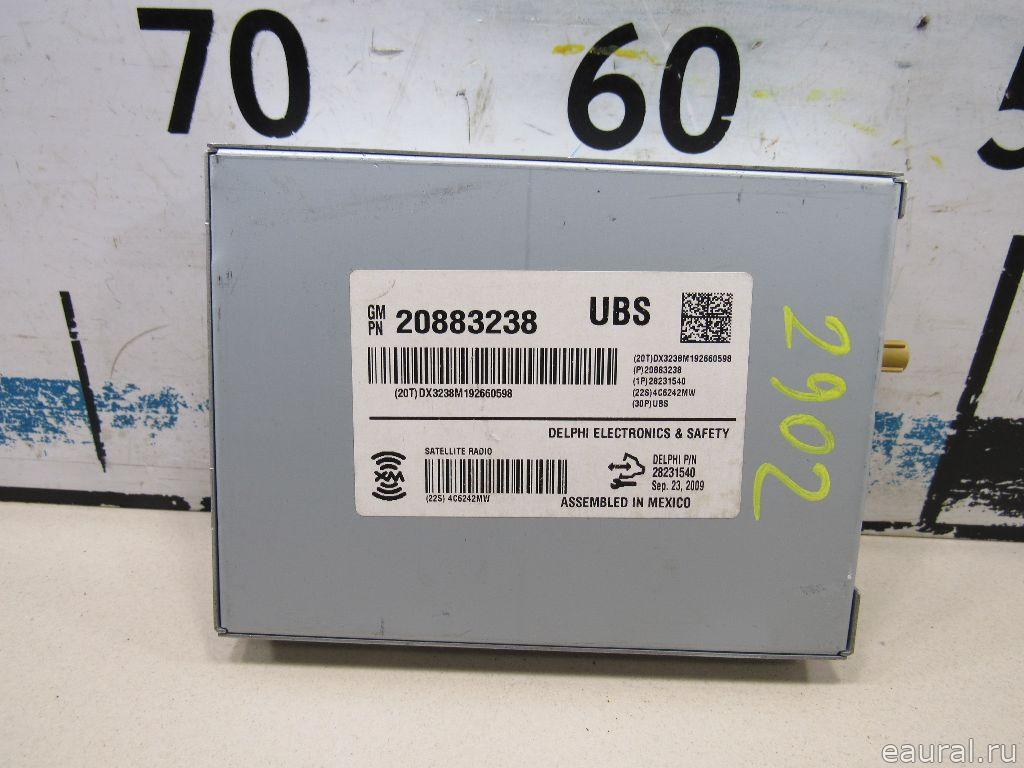 70
60
GM
PN 20883238
UBS
(20T)DX3238M192660598
(20T)DX3238M192660598
(P)20883238
(1P)28231540
(22S)4C6242MW
(30P)UBS
DELPHI ELECTRONICS & SAFETY
SATELLITE RADIO
XM
(22S) 4C6242MW
DELPHI P/N
28231540
Sep. 23, 2009
ASSEMBLED IN MEXICO
2902
eaural.ru